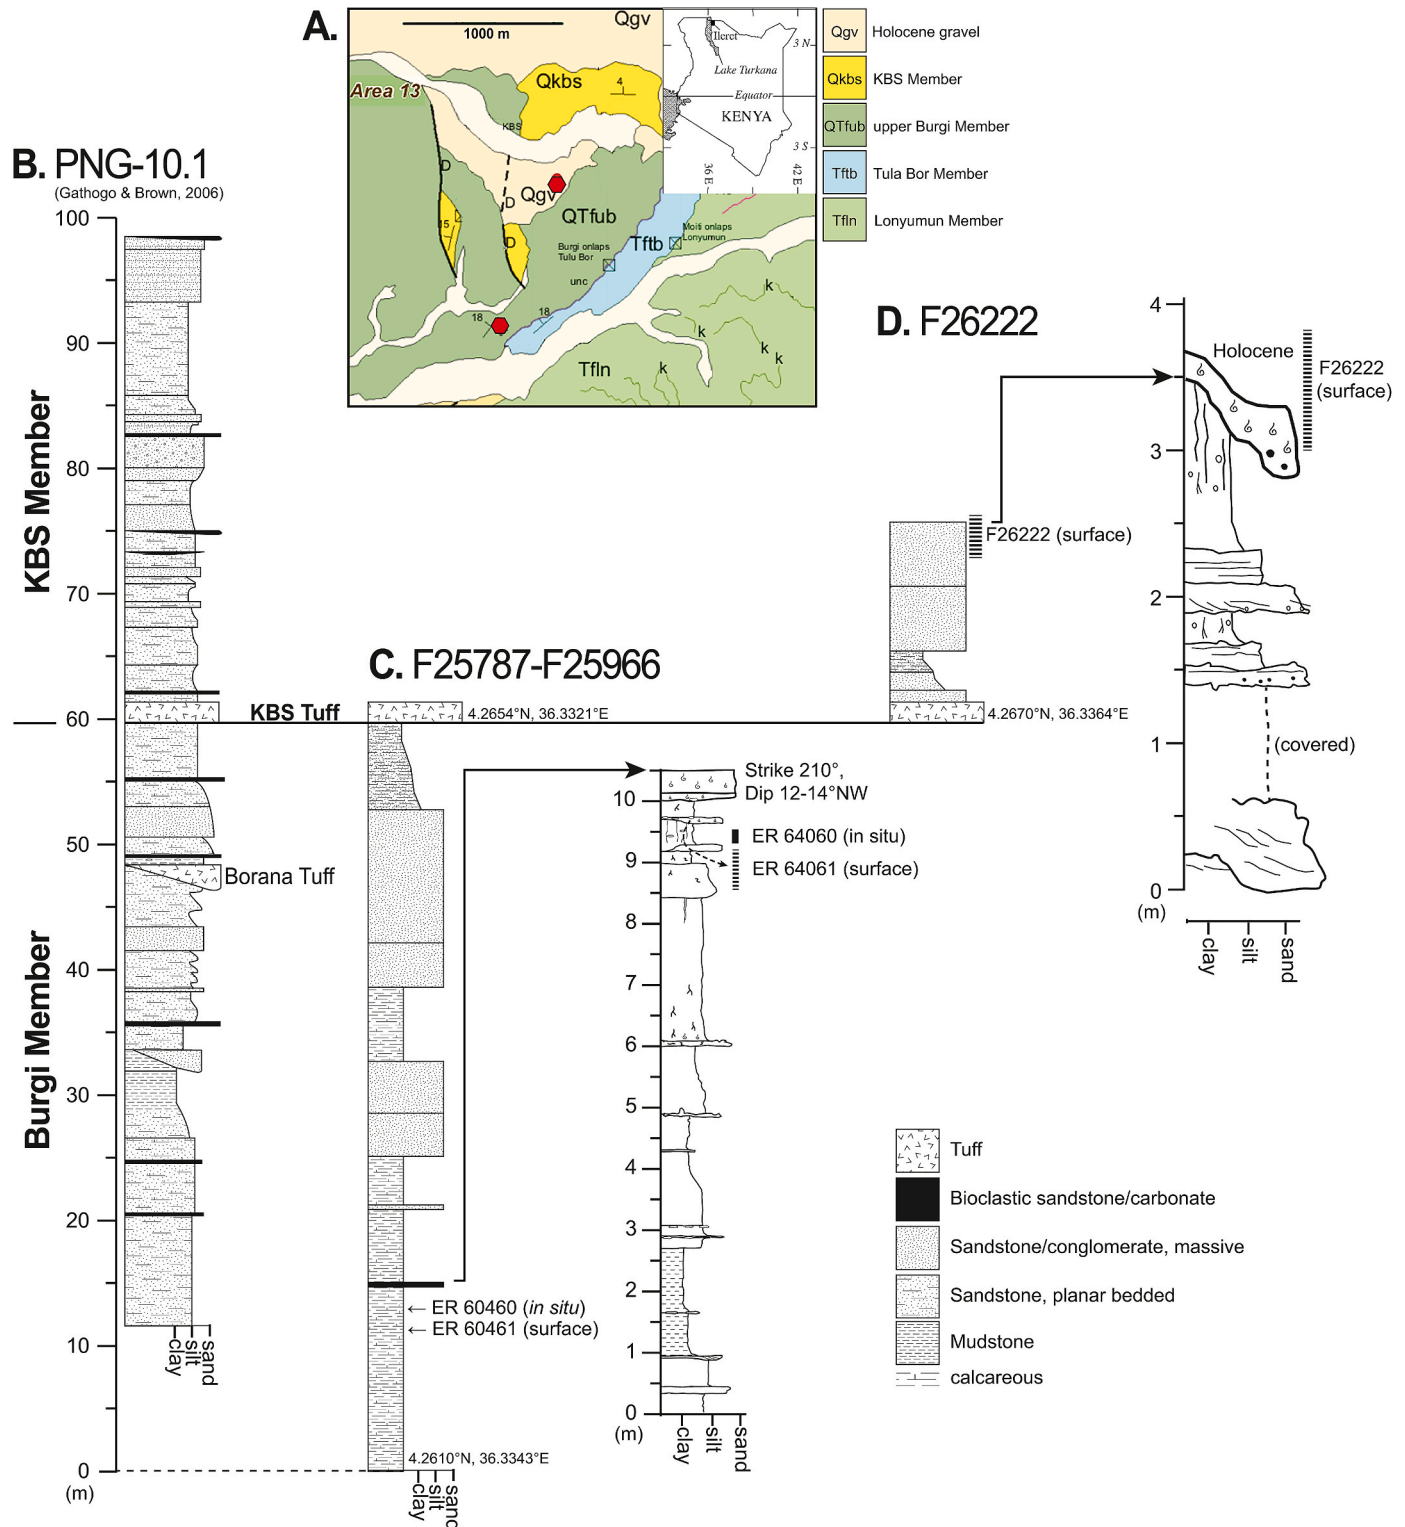 A.
1000 m
Qgv
Area 13
Qkbs
4
KBS
D
Qgv
D
15
D
QTfub
Burgi onlaps
Tulu Bor
unc
Tftb
Moiti onlaps
Lonyumun
18
18
Tfln
k
k
k
k
k
Ileret
3 N
Lake Turkana
Equator
KENYA
3 S
36 E
42 E
Qgv Holocene gravel
Qkbs KBS Member
QTfub upper Burgi Member
Tftb Tula Bor Member
Tfln Lonyumun Member
B. PNG-10.1
(Gathogo & Brown, 2006)
100
90
80
70
60
50
40
30
20
10
0
(m)
KBS Member
Burgi Member
Borana Tuff
clay
silt
sand
C. F25787-F25966
KBS Tuff
4.2654°N, 36.3321°E
← ER 60460 (in situ)
← ER 60461 (surface)
4.2610°N, 36.3343°E
clay
silt
sand
Strike 210°,
Dip 12-14°NW
ER 64060 (in situ)
ER 64061 (surface)
10
9
8
7
6
5
4
3
2
1
0
(m)
clay
silt
sand
D. F26222
F26222 (surface)
4.2670°N, 36.3364°E
4
3
2
1
0
(m)
Holocene
F26222
(surface)
(covered)
clay
silt
sand
Tuff
Bioclastic sandstone/carbonate
Sandstone/conglomerate, massive
Sandstone, planar bedded
Mudstone
calcareous